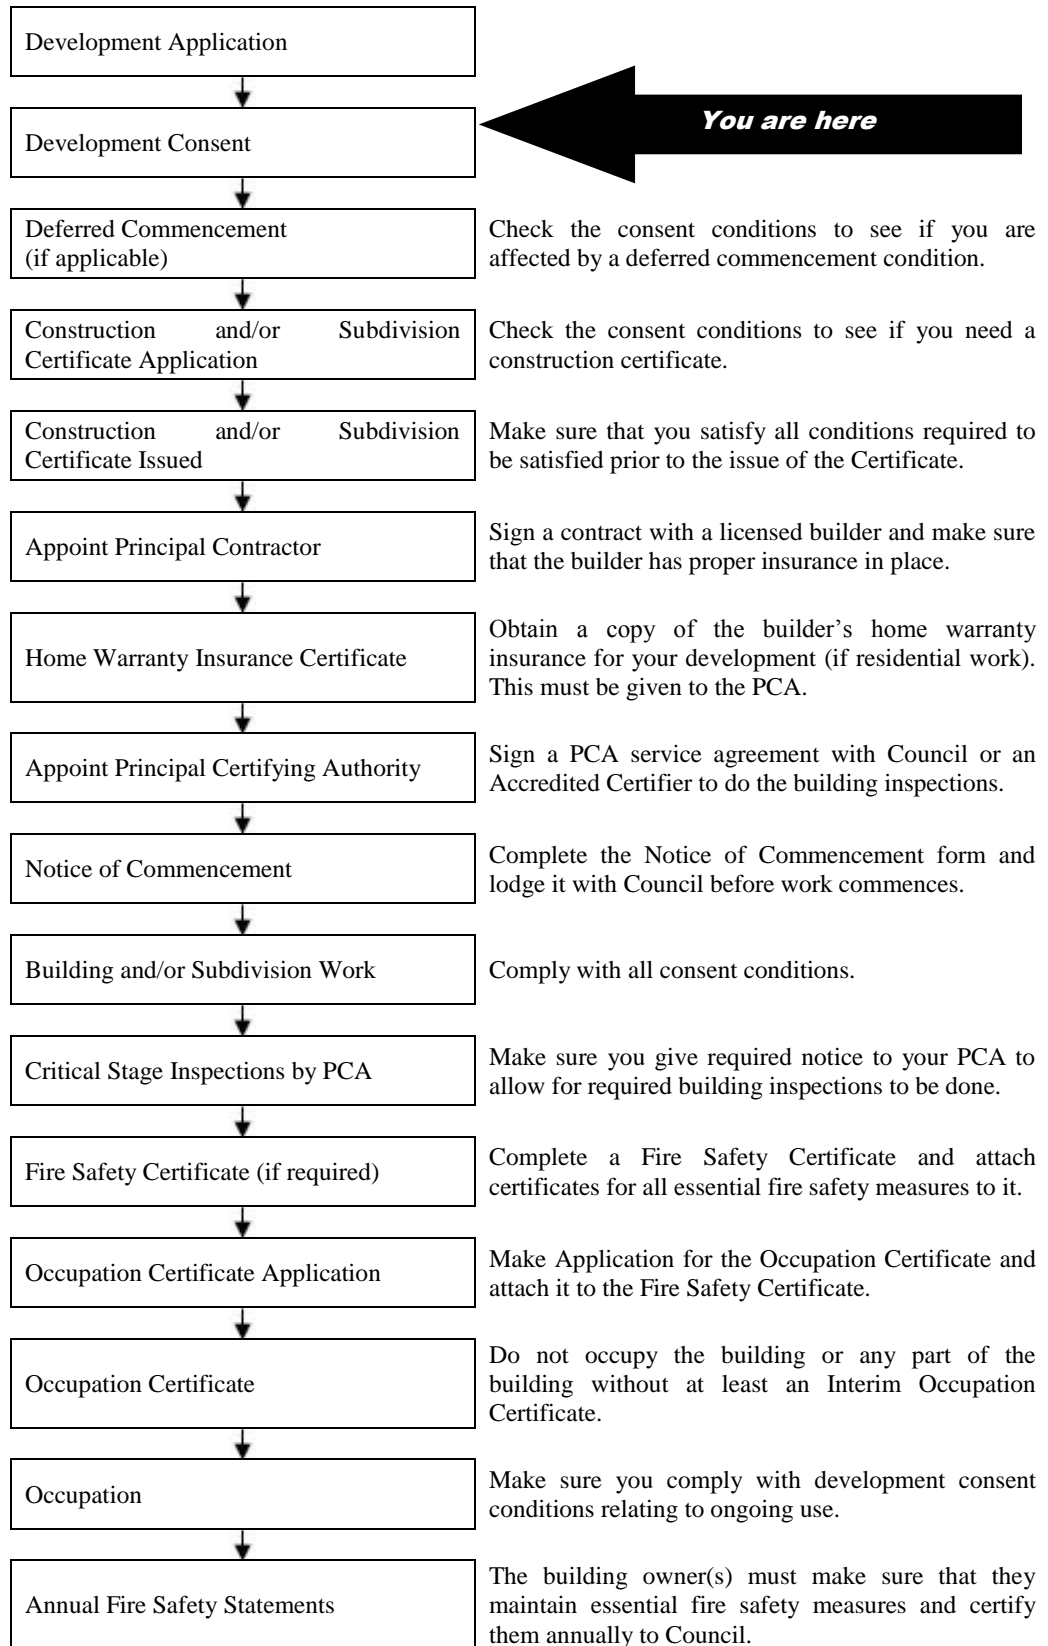 Development Application
You are here
Development Consent
Deferred Commencement
(if applicable)
Check the consent conditions to see if you are
affected by a deferred commencement condition.
Construction and/or Subdivision
Certificate Application
Check the consent conditions to see if you need a
construction certificate.
Construction and/or Subdivision
Certificate Issued
Make sure that you satisfy all conditions required to
be satisfied prior to the issue of the Certificate.
Appoint Principal Contractor
Sign a contract with a licensed builder and make sure
that the builder has proper insurance in place.
Home Warranty Insurance Certificate
Obtain a copy of the builder’s home warranty
insurance for your development (if residential work).
This must be given to the PCA.
Appoint Principal Certifying Authority
Sign a PCA service agreement with Council or an
Accredited Certifier to do the building inspections.
Notice of Commencement
Complete the Notice of Commencement form and
lodge it with Council before work commences.
Building and/or Subdivision Work
Comply with all consent conditions.
Critical Stage Inspections by PCA
Make sure you give required notice to your PCA to
allow for required building inspections to be done.
Fire Safety Certificate (if required)
Complete a Fire Safety Certificate and attach
certificates for all essential fire safety measures to it.
Occupation Certificate Application
Make Application for the Occupation Certificate and
attach it to the Fire Safety Certificate.
Occupation Certificate
Do not occupy the building or any part of the
building without at least an Interim Occupation
Certificate.
Occupation
Make sure you comply with development consent
conditions relating to ongoing use.
Annual Fire Safety Statements
The building owner(s) must make sure that they
maintain essential fire safety measures and certify
them annually to Council.